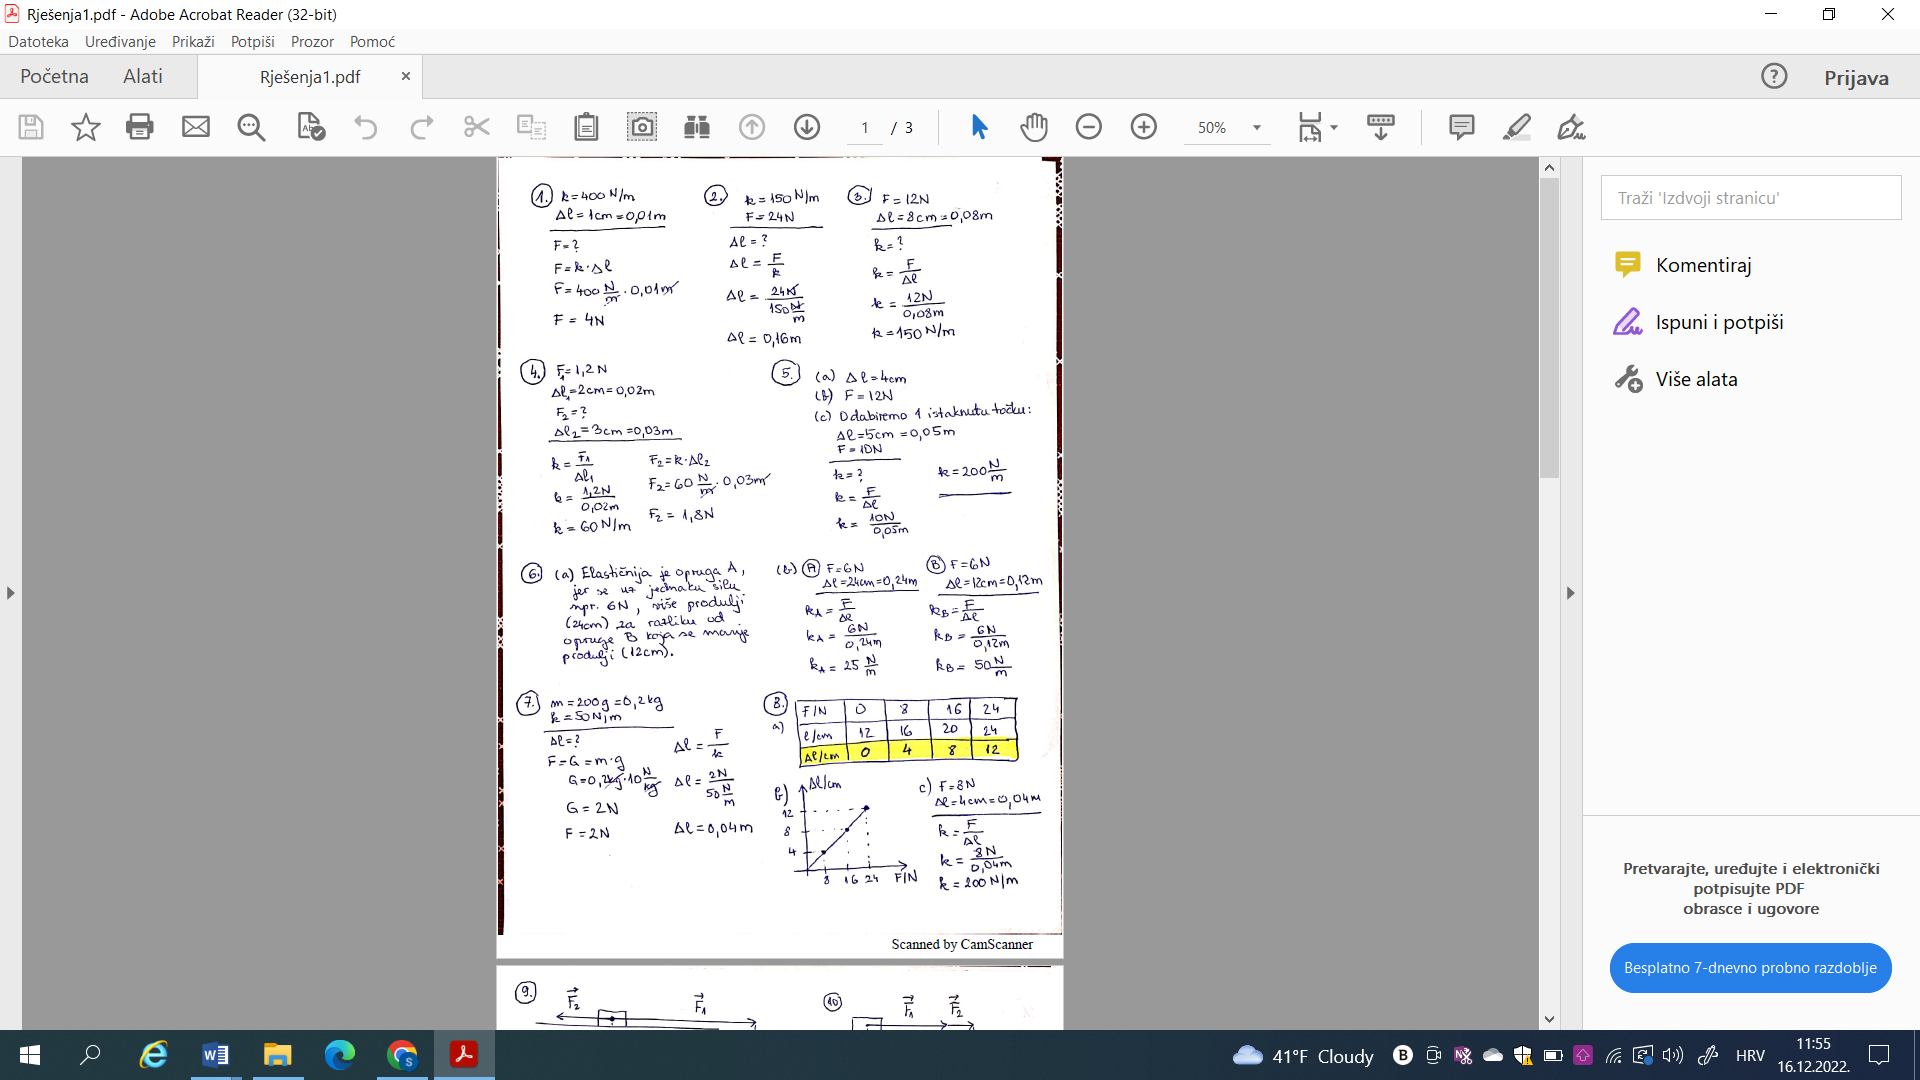 Rješenja1.pdf - Adobe Acrobat Reader (32-bit)
Datoteka Uređivanje Prikaži Potpiši Prozor Pomoć
Početna Alati Rješenja1.pdf × ? Prijava
1 / 3 50%
1. k=400 N/m
Δl=1cm=0,01m
F=?
F=k·Δl
F=400 N/m · 0,01m
F = 4N
2. k=150 N/m
F=24N
Δl=?
Δl = F/k
Δl = 24N / 150 N/m
Δl = 0,16m
3. F=12N
Δl=8cm=0,08m
k=?
k= F/Δl
k = 12N/0,08m
k=150 N/m
4. F₁=1,2N
Δl₁=2cm=0,02m
F₂=?
Δl₂=3cm=0,03m
k= F₁/Δl₁
k= 1,2N/0,02m
k=60 N/m
F₂=k·Δl₂
F₂=60 N/m · 0,03m
F₂ = 1,8N
5. (a) Δl=4cm
(b) F=12N
(c) Odabiremo 1 istaknutu točku:
Δl=5cm=0,05m
F=10N
k=?
k= F/Δl
k= 10N/0,05m
k=200 N/m
6. (a) Elastičnija je opruga A,
jer se uz jednaku silu
npr. 6N, više produlji
(24cm) za razliku od
opruge B koja se manje
produlji (12cm).
(b) A F=6N
Δl=24cm=0,24m
kA = F/Δl
kA = 6N/0,24m
kA = 25 N/m
B F=6N
Δl=12cm=0,12m
kB = F/Δl
kB = 6N/0,12m
kB = 50 N/m
7. m=200g=0,2kg
k=50N/m
Δl=?
F=G=m·g
G=0,2kg·10 N/kg
G=2N
F=2N
Δl = F/k
Δl = 2N / 50 N/m
Δl=0,04m
8.
a)
F/N 0 8 16 24
l/cm 12 16 20 24
Δl/cm 0 4 8 12
b) Δl/cm
12
8
4
8 16 24 F/N
c) F=8N
Δl=4cm=0,04m
k= F/Δl
k= 8N/0,04m
k=200 N/m
Scanned by CamScanner
9. F₂ F₁
10 F₁ F₂
Traži 'Izdvoji stranicu'
Komentiraj
Ispuni i potpiši
Više alata
Pretvarajte, uređujte i elektronički
potpisujte PDF
obrasce i ugovore
Besplatno 7-dnevno probno razdoblje
41°F Cloudy
HRV
11:55
16.12.2022.